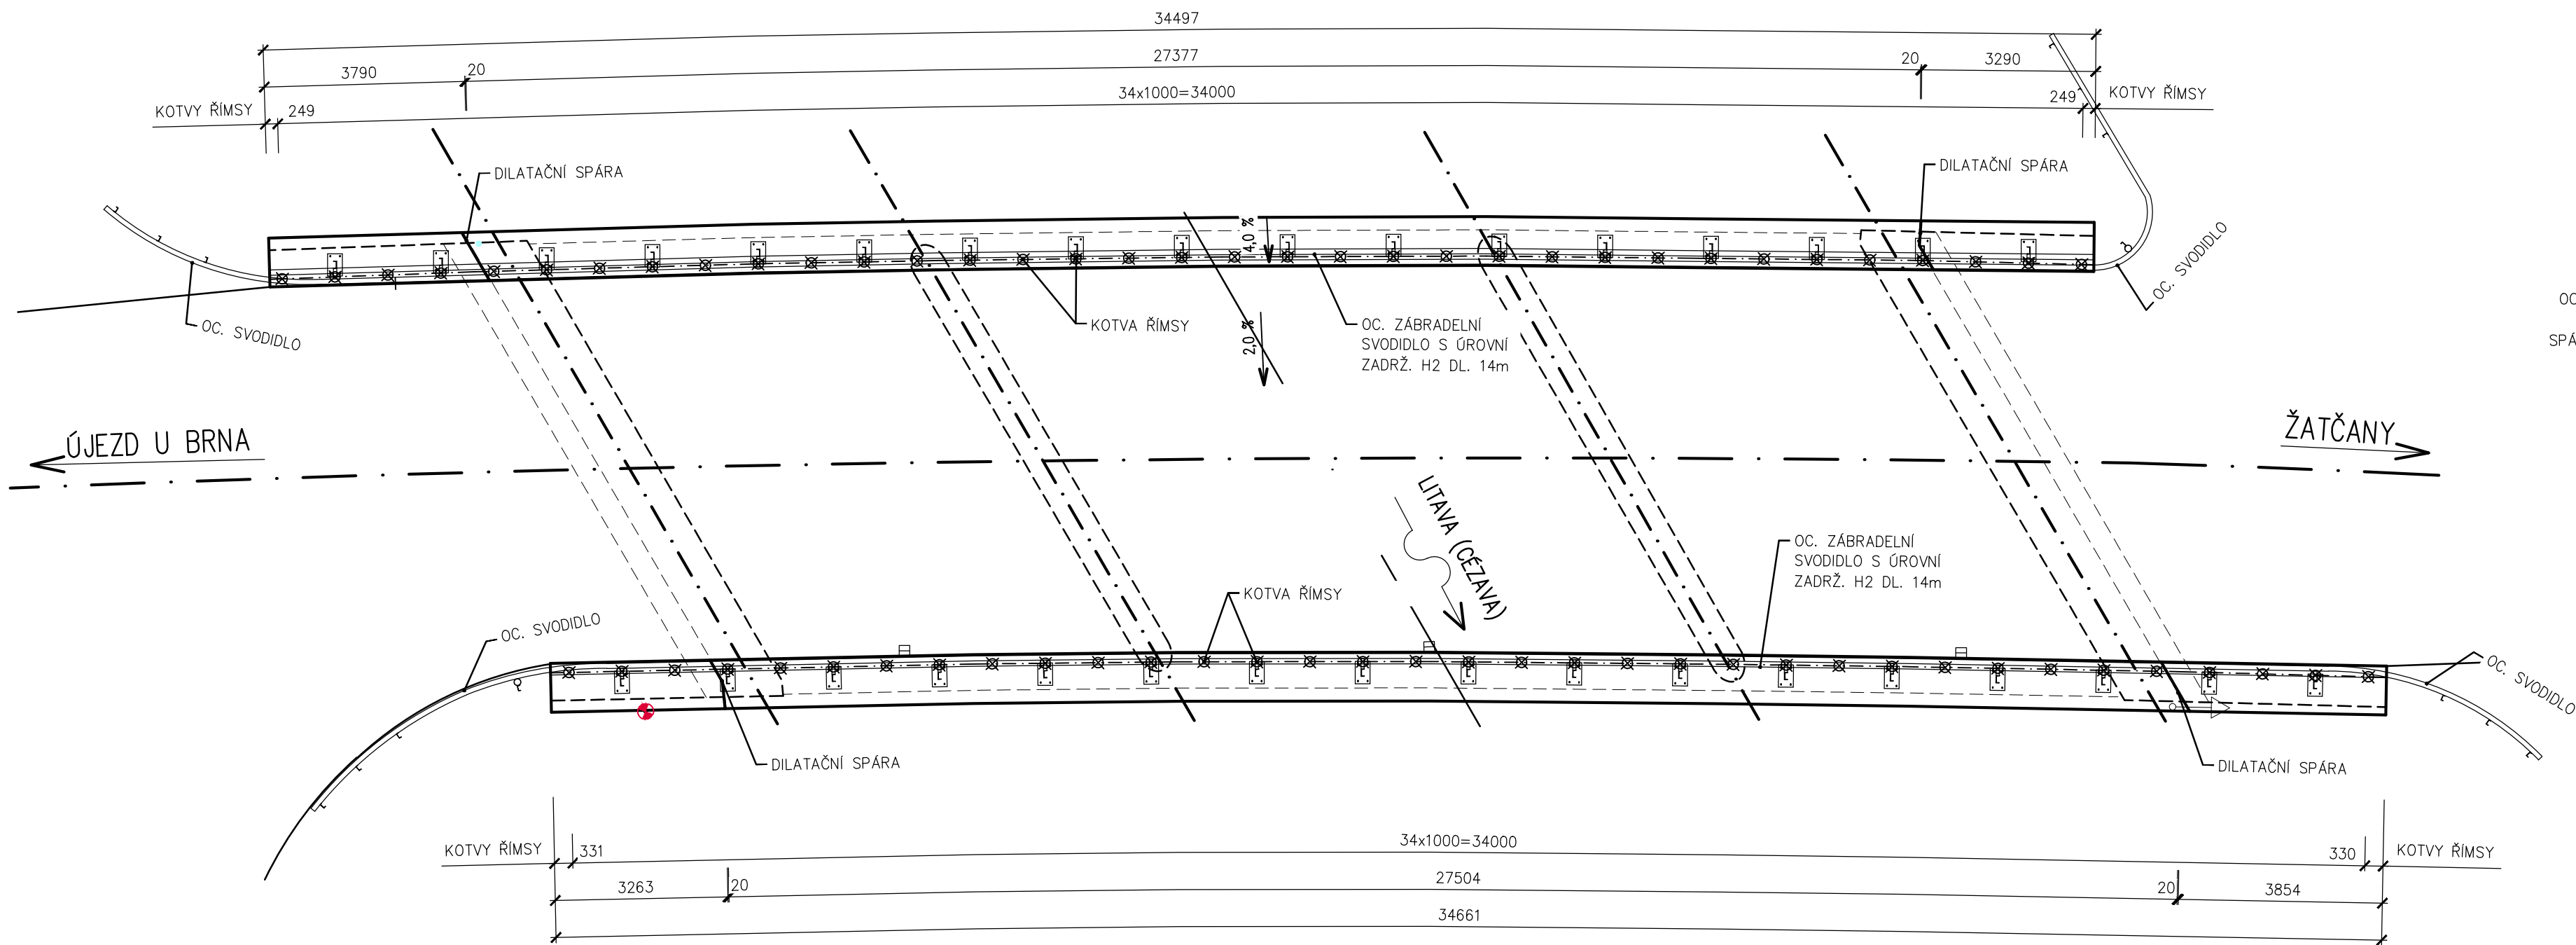 34497
3790
20
27377
20
3290
KOTVY ŘÍMSY
249
34x1000=34000
249
KOTVY ŘÍMSY
DILATAČNÍ SPÁRA
DILATAČNÍ SPÁRA
4,0 %
OC. SVODIDLO
OC. SVODIDLO
KOTVA ŘÍMSY
2,0 %
OC. ZÁBRADELNÍ
SVODIDLO S ÚROVNÍ
ZADRŽ. H2 DL. 14m
OC
SPÁ
ÚJEZD U BRNA
ŽATČANY
LITAVA (CÉZAVA)
OC. ZÁBRADELNÍ
SVODIDLO S ÚROVNÍ
ZADRŽ. H2 DL. 14m
KOTVA ŘÍMSY
OC. SVODIDLO
OC. SVODIDLO
DILATAČNÍ SPÁRA
DILATAČNÍ SPÁRA
KOTVY ŘÍMSY
331
34x1000=34000
330
KOTVY ŘÍMSY
3263
20
27504
20
3854
34661